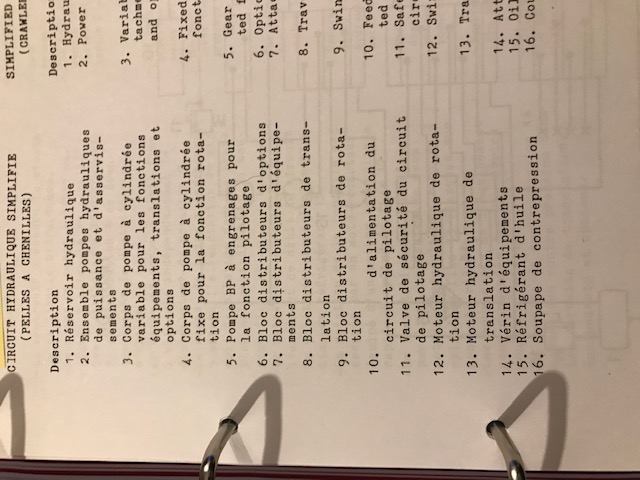 CIRCUIT HYDRAULIQUE SIMPLIFIE
(PELLES A CHENILLES)
Description
1. Réservoir hydraulique
2. Ensemble pompes hydrauliques
de puissance et d'asservis-
sements
3. Corps de pompe à cylindrée
variable pour les fonctions
équipements, translations et
options
4. Corps de pompe à cylindrée
fixe pour la fonction rota-
tion
5. Pompe BP à engrenages pour
la fonction pilotage
6. Bloc distributeurs d'options
7. Bloc distributeurs d'équipe-
ments
8. Bloc distributeurs de trans-
lation
9. Bloc distributeurs de rota-
tion
10. d'alimentation du
circuit de pilotage
11. Valve de sécurité du circuit
de pilotage
12. Moteur hydraulique de rota-
tion
13. Moteur hydraulique de
translation
14. Vérin d'équipements
15. Réfrigérant d'huile
16. Soupape de contrepression
SIMPLIFIED
(CRAWLE
Description
1. Hydrau
2. Power
3. Variab
tachme
and op
4. Fixed
fonct
5. Gear
ted f
6. Optio
7. Attac
8. Trav
9. Swin
10. Feed
ted
11. Safe
cir
12. Swi
13. Tra
14. Att
15. Oil
16. Cou